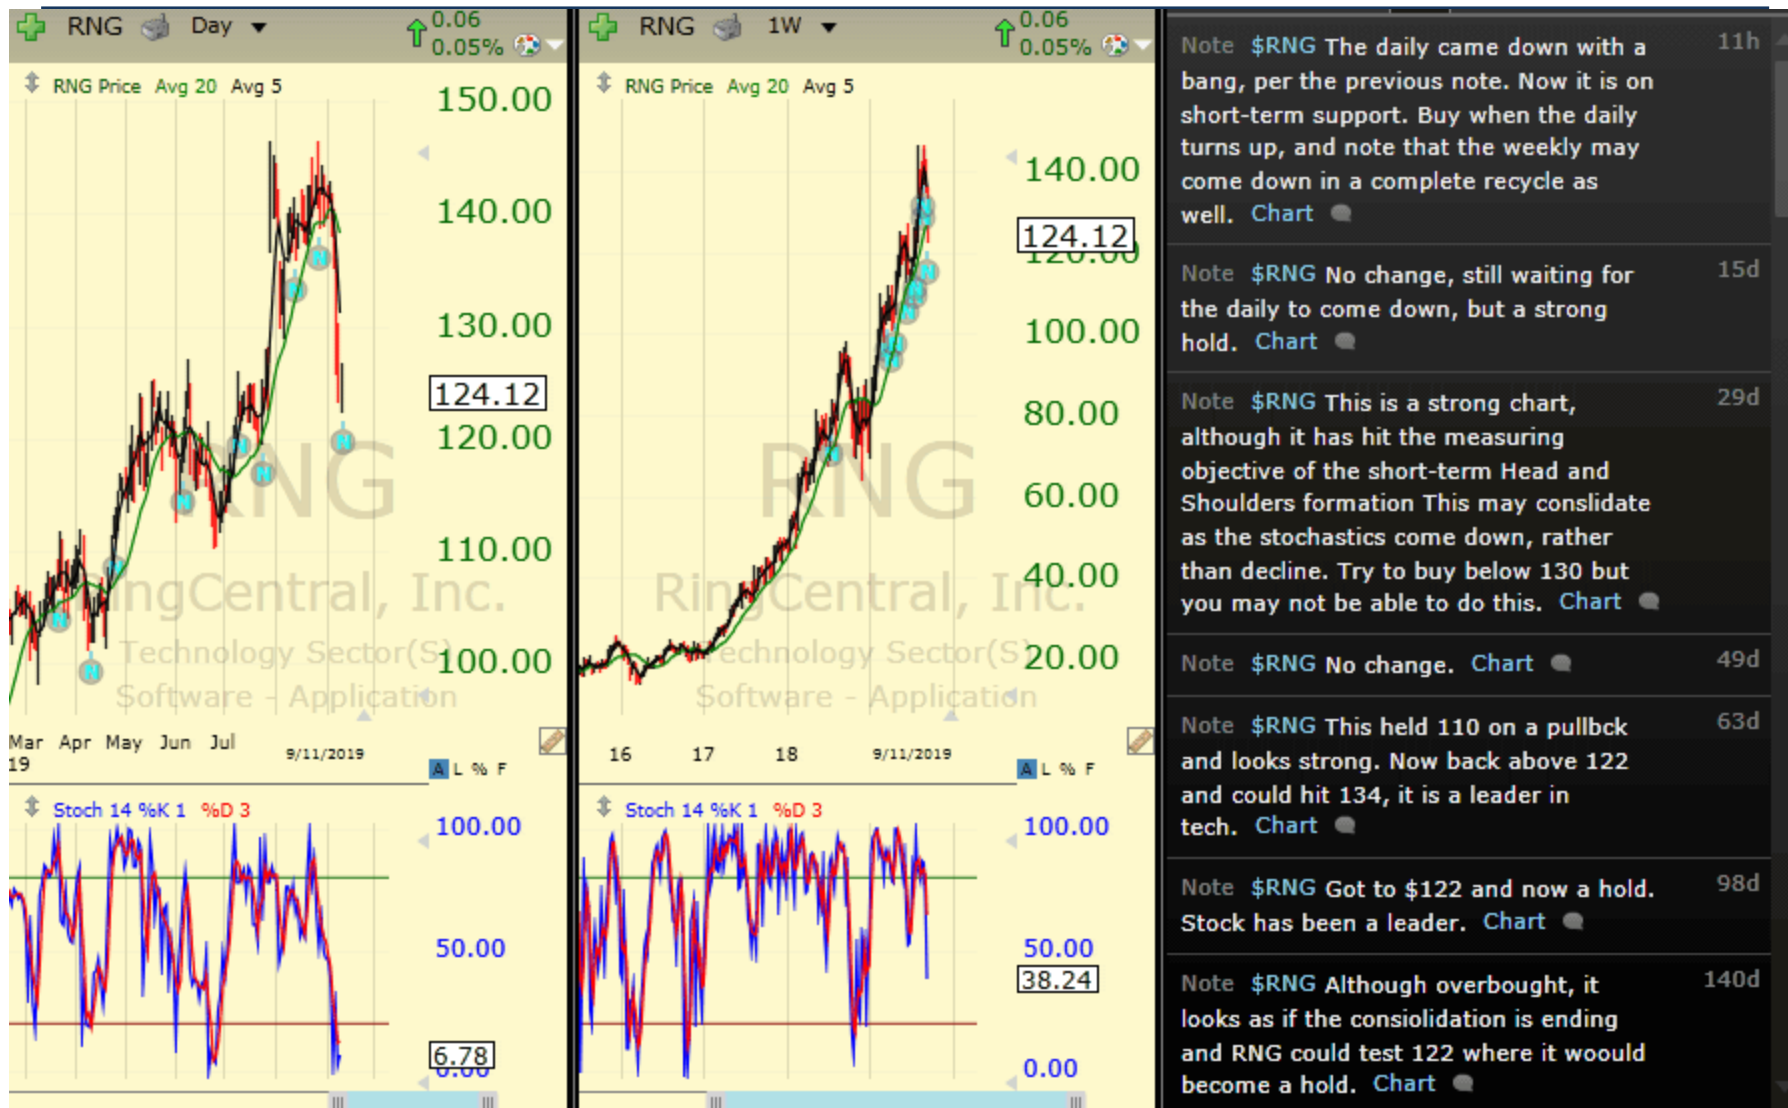 RNG Day
0.06
0.05%
RNG Price Avg 20 Avg 5
150.00
140.00
130.00
124.12
120.00
110.00
100.00
RNG
RingCentral, Inc.
Technology Sector(S)
Software - Application
Mar Apr May Jun Jul
19
9/11/2019
A L % F
Stoch 14 %K 1 %D 3
100.00
50.00
6.78
0.00
N
N
N
N
N
N
N
N
N
RNG 1W
0.06
0.05%
RNG Price Avg 20 Avg 5
140.00
124.12
120.00
100.00
80.00
60.00
40.00
20.00
RNG
RingCentral, Inc.
Technology Sector(S)
Software - Application
16 17 18 9/11/2019
A L % F
Stoch 14 %K 1 %D 3
100.00
50.00
38.24
0.00
Note $RNG The daily came down with a 11h
bang, per the previous note. Now it is on
short-term support. Buy when the daily
turns up, and note that the weekly may
come down in a complete recycle as
well. Chart
Note $RNG No change, still waiting for 15d
the daily to come down, but a strong
hold. Chart
Note $RNG This is a strong chart, 29d
although it has hit the measuring
objective of the short-term Head and
Shoulders formation This may conslidate
as the stochastics come down, rather
than decline. Try to buy below 130 but
you may not be able to do this. Chart
Note $RNG No change. Chart 49d
Note $RNG This held 110 on a pullbck 63d
and looks strong. Now back above 122
and could hit 134, it is a leader in
tech. Chart
Note $RNG Got to $122 and now a hold. 98d
Stock has been a leader. Chart
Note $RNG Although overbought, it 140d
looks as if the consiolidation is ending
and RNG could test 122 where it woould
become a hold. Chart